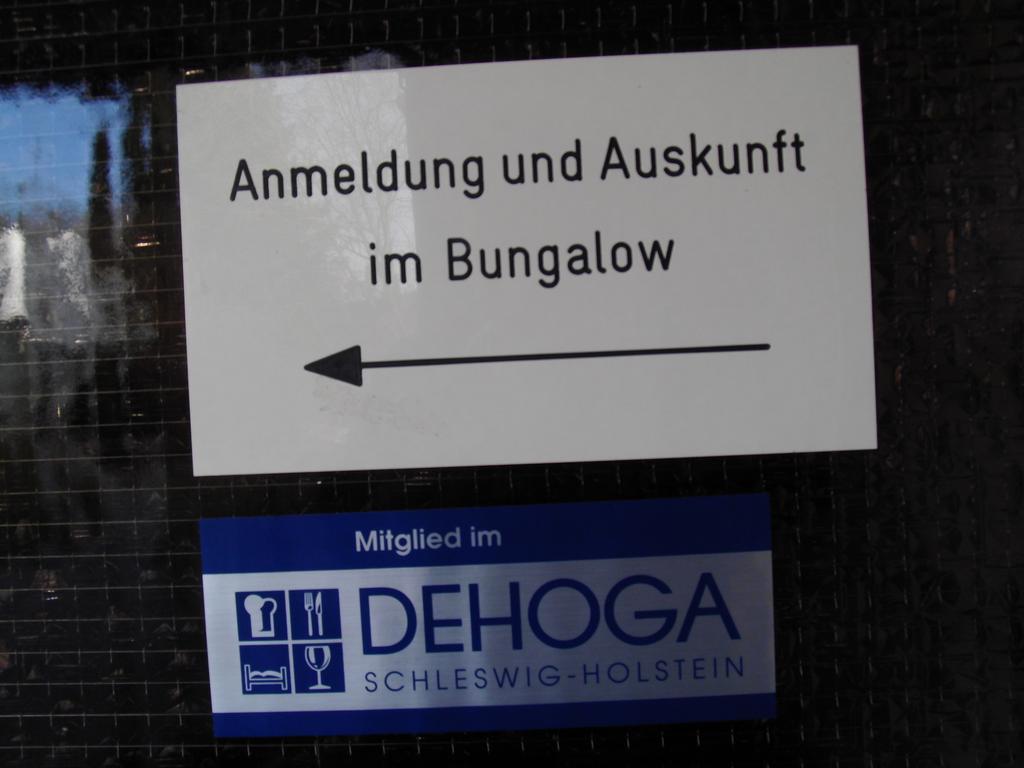 Anmeldung und Auskunft
im Bungalow
Mitglied im
DEHOGA
SCHLESWIG-HOLSTEIN